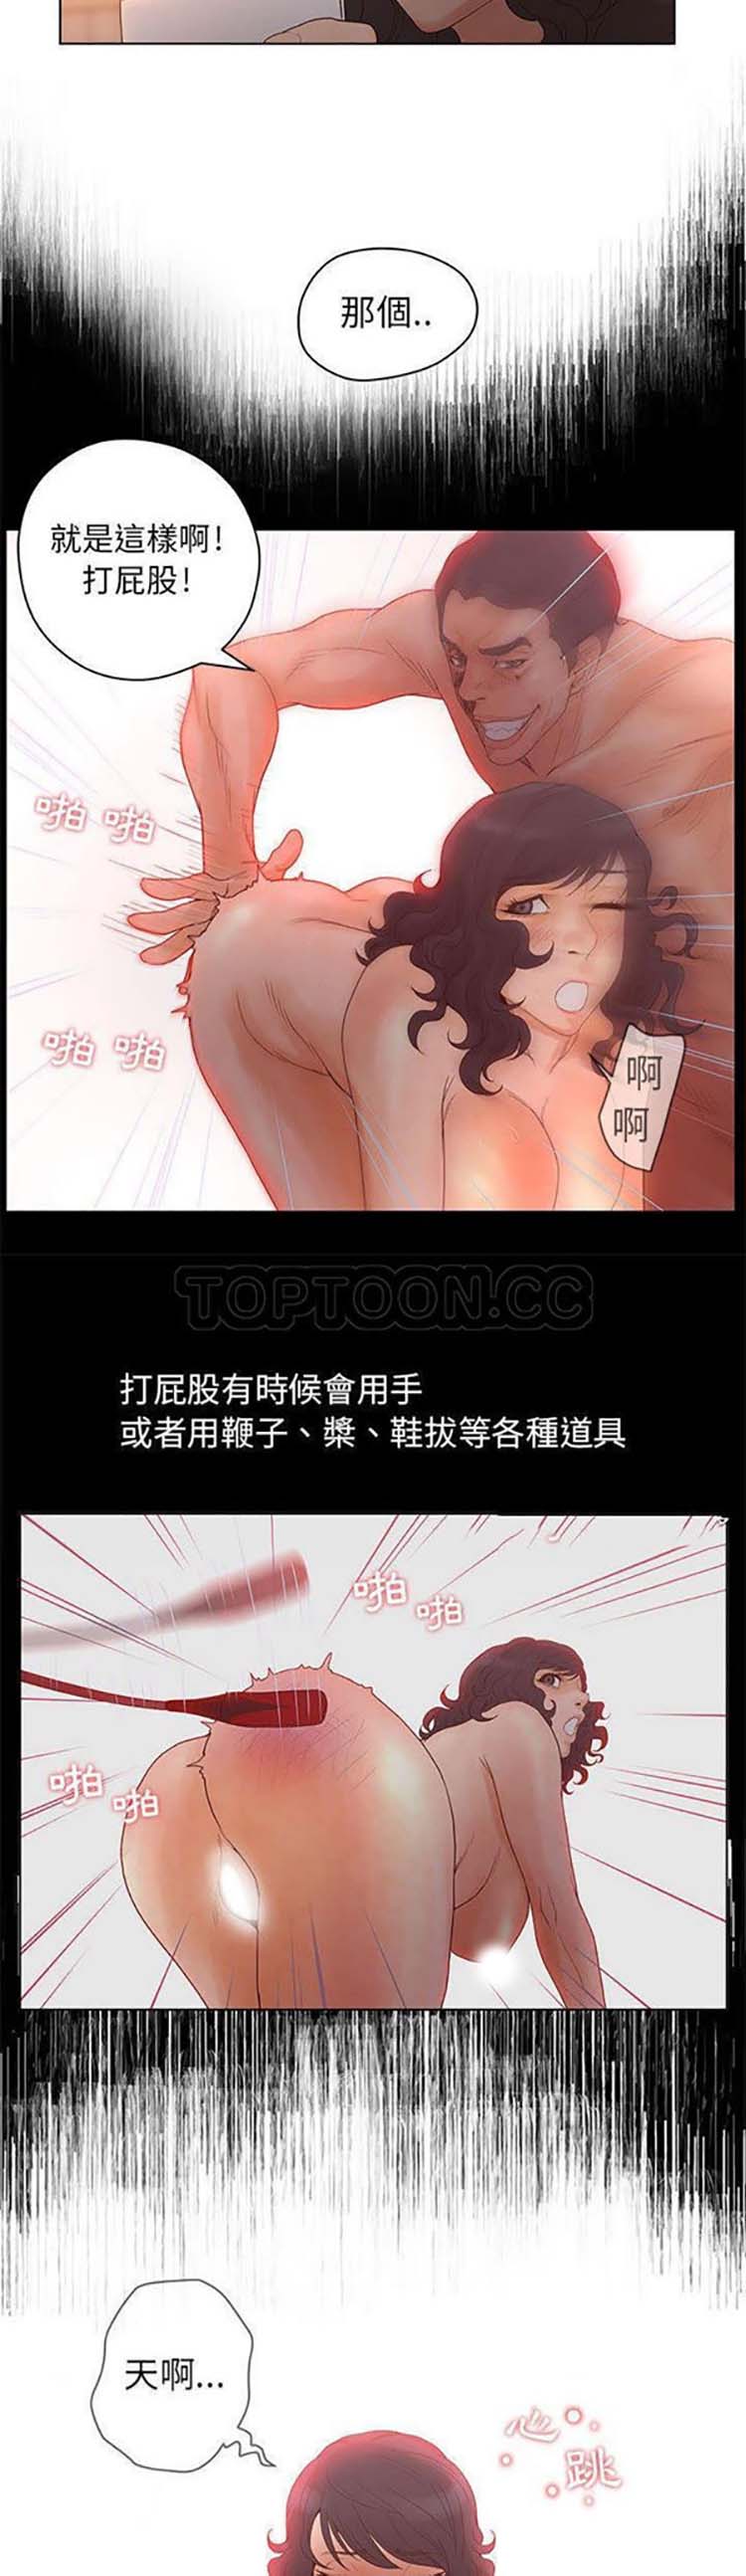 那個..
就是這樣啊!
打屁股!
啪 啪
啪 啪
啊
啊
TOPTOON.CC
打屁股有時候會用手
或者用鞭子、槳、鞋拔等各種道具
啪
啪
啪
啪
天啊...
心
跳